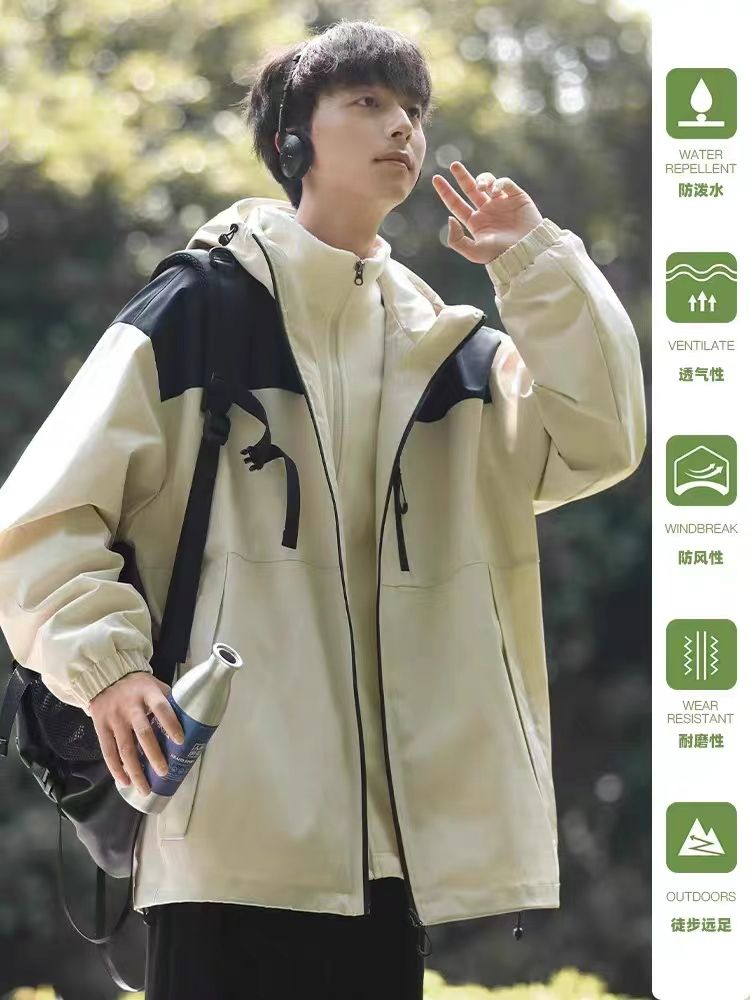 WATER
REPELLENT
防泼水
VENTILATE
透气性
WINDBREAK
防风性
WEAR
RESISTANT
耐磨性
OUTDOORS
徒步远足